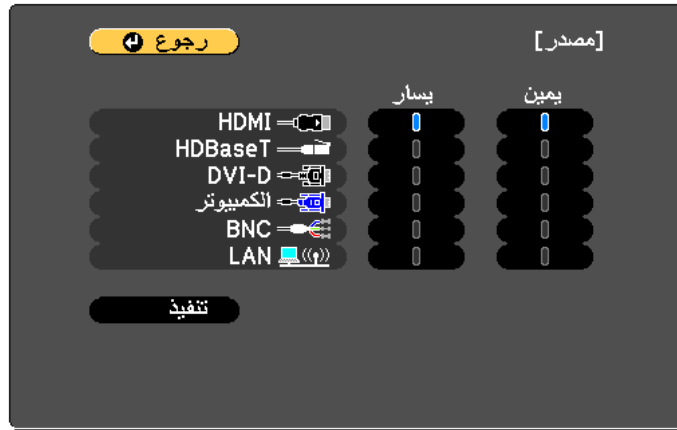 [مصدر]
رجوع
يمين
يسار
HDMI
HDBaseT
DVI-D
الكمبيوتر
BNC
LAN
تنفيذ